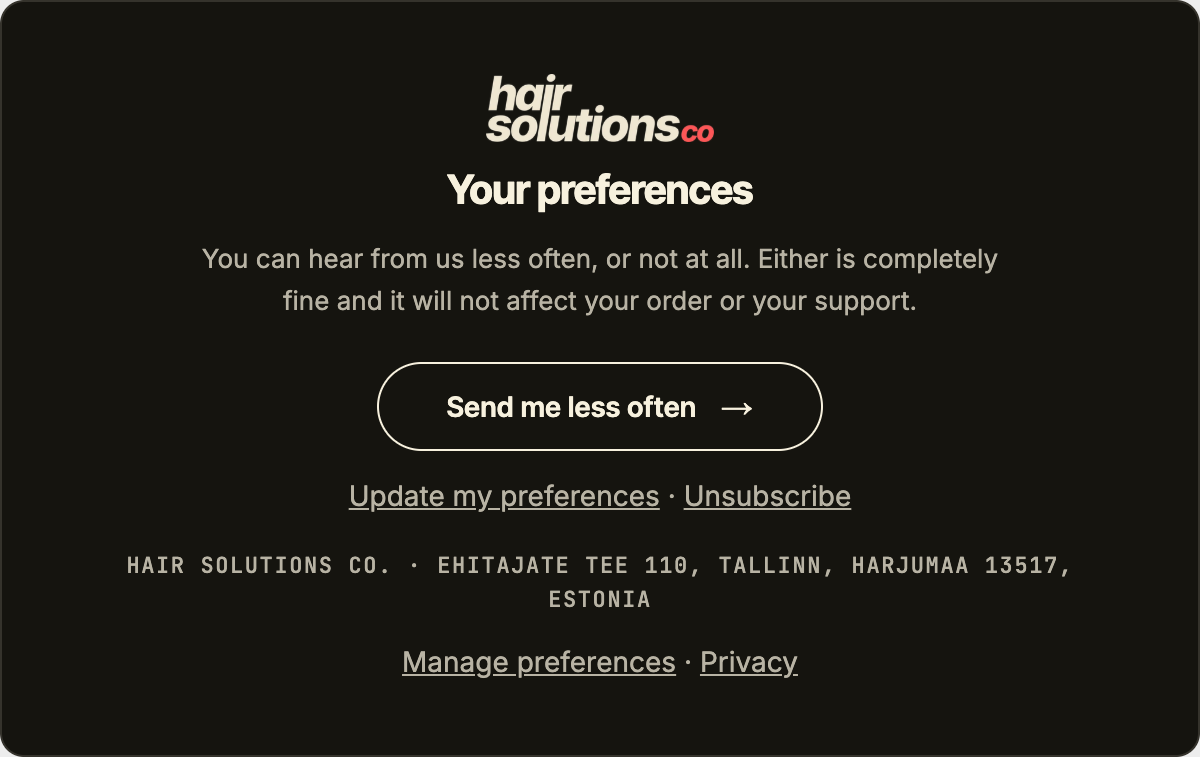 hair
solutions co
Your preferences
You can hear from us less often, or not at all. Either is completely
fine and it will not affect your order or your support.
Send me less often →
Update my preferences · Unsubscribe
HAIR SOLUTIONS CO. · EHITAJATE TEE 110, TALLINN, HARJUMAA 13517,
ESTONIA
Manage preferences · Privacy